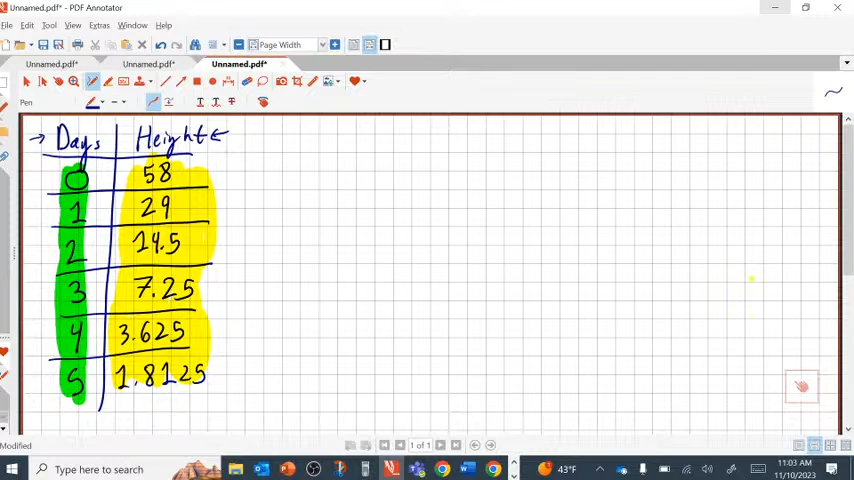 Unnamed.pdf* - PDF Annotator
File Edit Tool View Extras Window Help
Page Width
Unnamed.pdf* Unnamed.pdf* Unnamed.pdf*
Pen
→ Days Height ←
0 58
1 29
2 14.5
3 7.25
4 3.625
5 1.8125
1 of 1
Modified
Type here to search
43°F
11:03 AM
11/10/2023